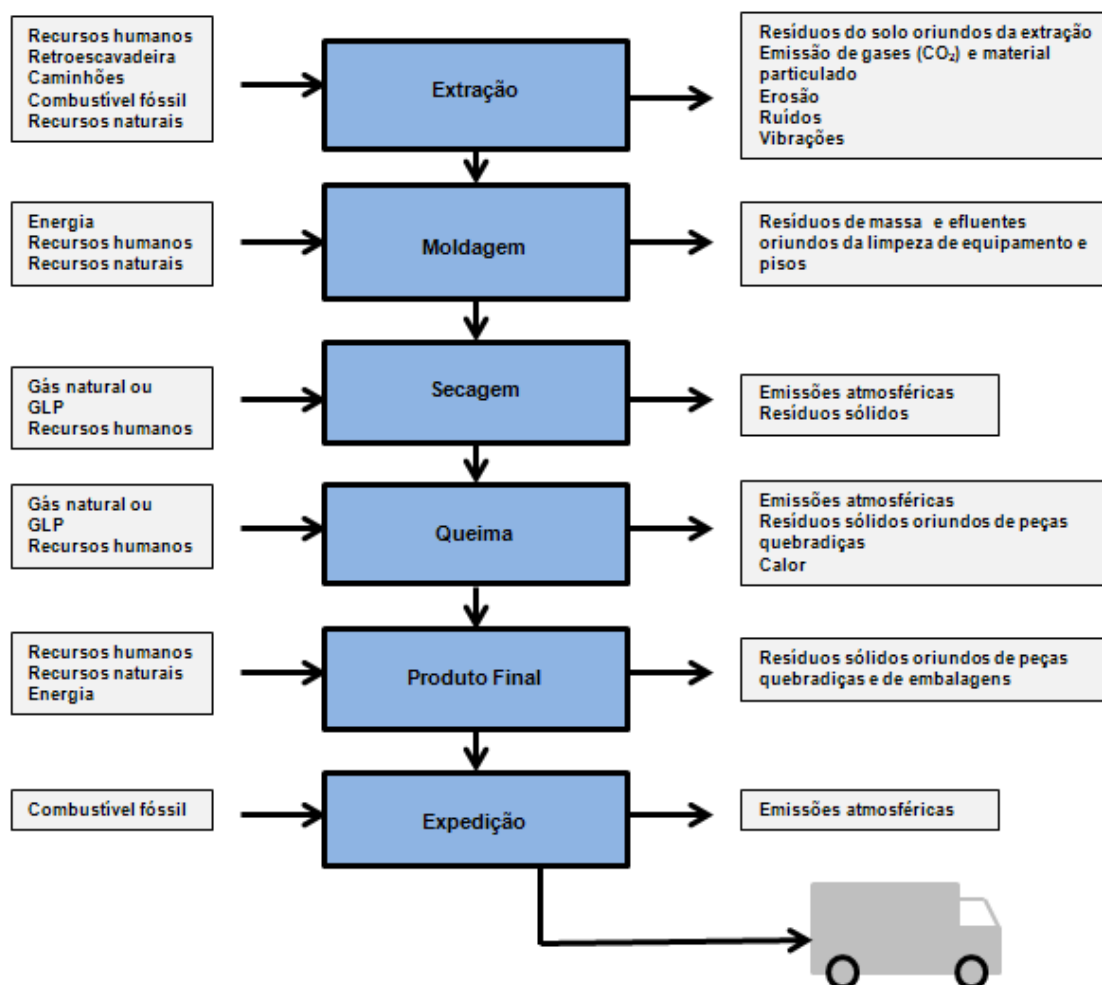 Recursos humanos
Retroescavadeira
Caminhões
Combustível fóssil
Recursos naturais
Extração
Resíduos do solo oriundos da extração
Emissão de gases (CO₂) e material
particulado
Erosão
Ruídos
Vibrações
Energia
Recursos humanos
Recursos naturais
Moldagem
Resíduos de massa e efluentes
oriundos da limpeza de equipamento e
pisos
Gás natural ou
GLP
Recursos humanos
Secagem
Emissões atmosféricas
Resíduos sólidos
Gás natural ou
GLP
Recursos humanos
Queima
Emissões atmosféricas
Resíduos sólidos oriundos de peças
quebradiças
Calor
Recursos humanos
Recursos naturais
Energia
Produto Final
Resíduos sólidos oriundos de peças
quebradiças e de embalagens
Combustível fóssil
Expedição
Emissões atmosféricas